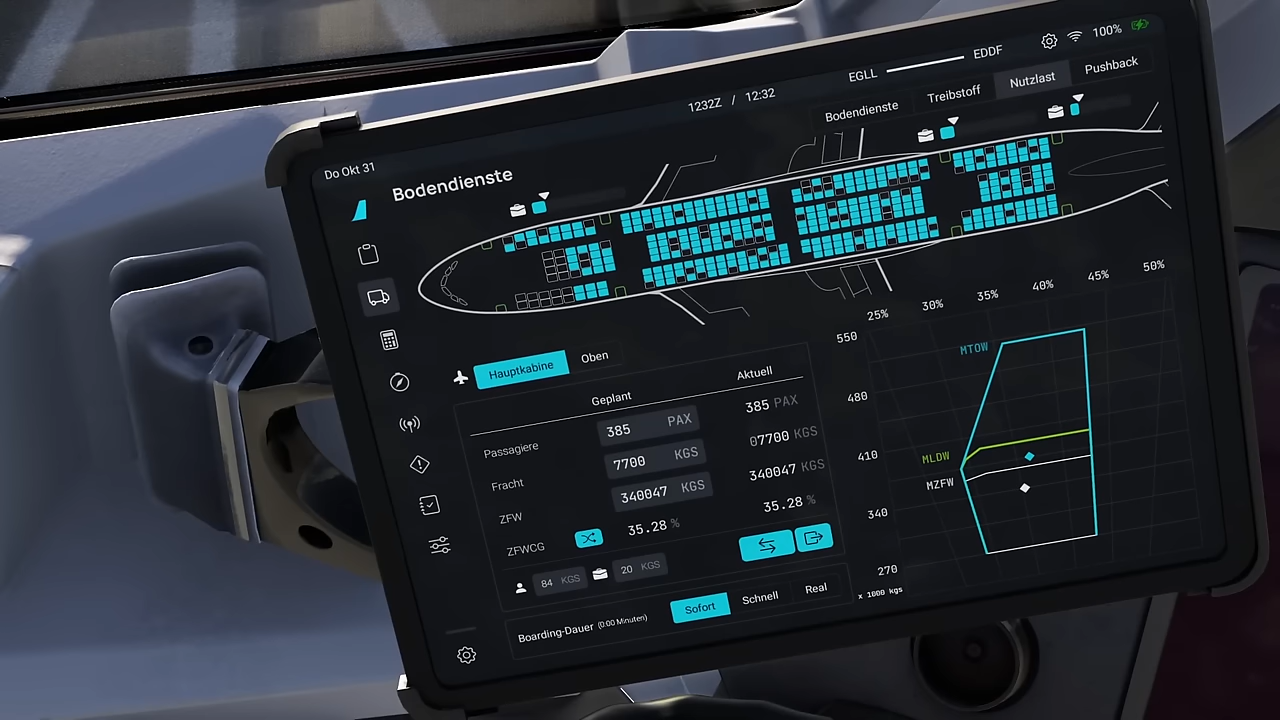 Do Okt 31
1232Z / 12:32
EGLL
EDDF
100%
Bodendienste
Bodendienste
Treibstoff
Nutzlast
Pushback
Hauptkabine
Oben
Geplant
Aktuell
Passagiere
385 PAX
385 PAX
Fracht
7700 KGS
07700 KGS
ZFW
340047 KGS
340047 KGS
ZFWCG
35.28 %
35.28 %
84 KGS
20 KGS
Boarding-Dauer (0:00 Minuten)
Sofort
Schnell
Real
25% 30% 35% 40% 45% 50%
550
480
410
340
270
x 1000 kgs
MTOW
MLDW
MZFW